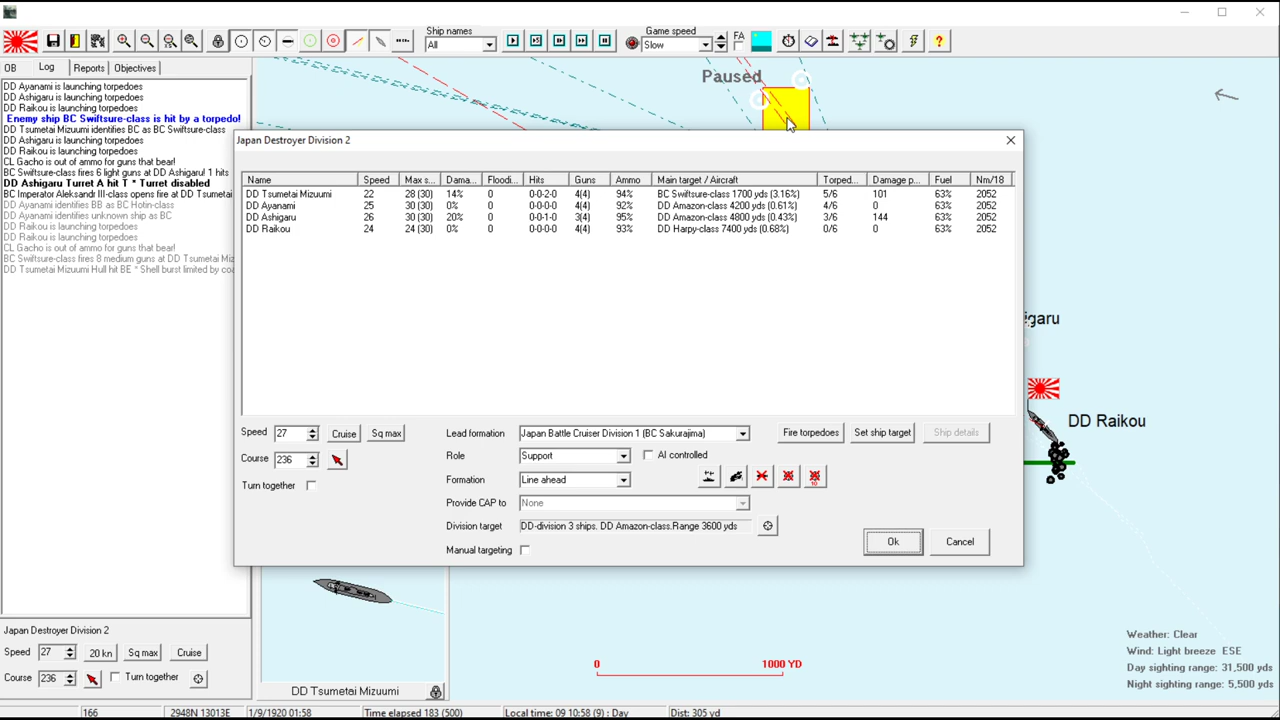 Ship names
All
Game speed
Slow
FA
OB
Log
Reports
Objectives
DD Ayanami is launching torpedoes
DD Ashigaru is launching torpedoes
DD Raikou is launching torpedoes
Enemy ship BC Swiftsure-class is hit by a torpedo!
DD Tsumetai Mizuumi identifies BC as BC Swiftsure-class
DD Ashigaru is launching torpedoes
DD Raikou is launching torpedoes
CL Gacho is out of ammo for guns that bear!
BC Swiftsure-class fires 6 light guns at DD Ashigaru! 1 hits
DD Ashigaru Turret A hit T * Turret disabled
BC Imperator Aleksandr III-class opens fire at DD Tsumetai
DD Ayanami identifies BB as BC Hotin-class
DD Ayanami identifies unknown ship as BC
DD Raikou is launching torpedoes
DD Raikou is launching torpedoes
CL Gacho is out of ammo for guns that bear!
BC Swiftsure-class fires 8 medium guns at DD Tsumetai Miz
DD Tsumetai Mizuumi Hull hit BE * Shell burst limited by coa
Paused
Japan Destroyer Division 2
Name Speed Max s... Dama... Floodi... Hits Guns Ammo Main target / Aircraft Torped... Damage p... Fuel Nm/18
DD Tsumetai Mizuumi 22 28 (30) 14% 0 0-0-2-0 4(4) 94% BC Swiftsure-class 1700 yds (3.16%) 5/6 101 63% 2052
DD Ayanami 25 30 (30) 0% 0 0-0-0-0 4(4) 92% DD Amazon-class 4200 yds (0.61%) 4/6 0 63% 2052
DD Ashigaru 26 30 (30) 20% 0 0-0-1-0 3(4) 95% DD Amazon-class 4800 yds (0.43%) 3/6 144 63% 2052
DD Raikou 24 24 (30) 0% 0 0-0-0-0 4(4) 93% DD Harpy-class 7400 yds (0.68%) 0/6 0 63% 2052
Speed 27 Cruise Sq max
Course 236
Turn together
Lead formation Japan Battle Cruiser Division 1 (BC Sakurajima)
Role Support AI controlled
Formation Line ahead
Provide CAP to None
Division target DD-division 3 ships. DD Amazon-class.Range 3600 yds
Manual targeting
Fire torpedoes Set ship target Ship details
10
Ok Cancel
garu
DD Raikou
Japan Destroyer Division 2
Speed 27 20 kn Sq max Cruise
Course 236 Turn together
DD Tsumetai Mizuumi
0 1000 YD
Weather: Clear
Wind: Light breeze ESE
Day sighting range: 31,500 yds
Night sighting range: 5,500 yds
166 2948N 13013E 1/9/1920 01:58 Time elapsed 183 (500) Local time: 09 10:58 (9) : Day Dist: 305 yd